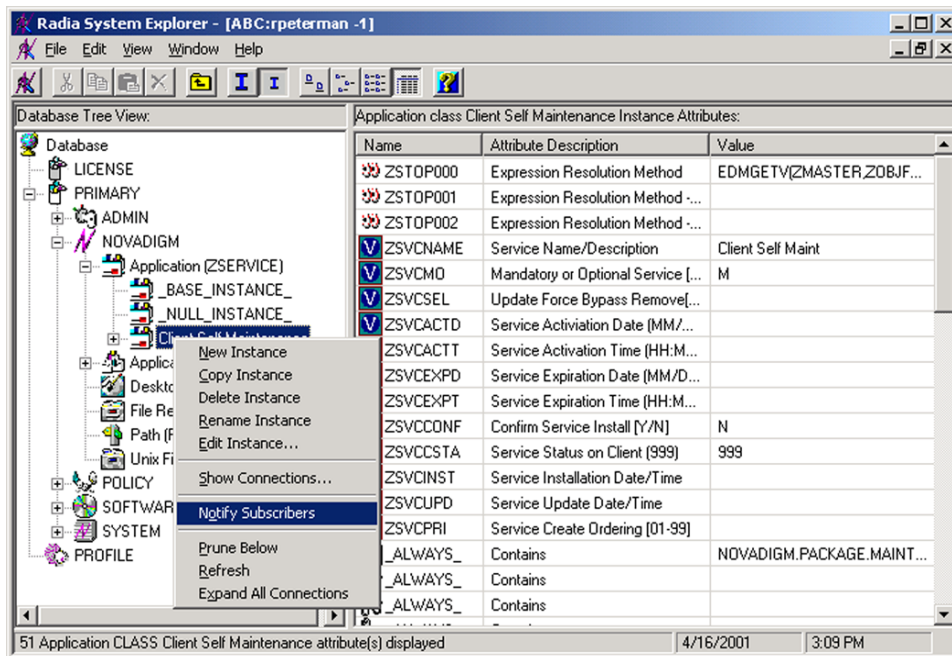 Radia System Explorer - [ABC:rpeterman -1]
File Edit View Window Help
Database Tree View:
Application class Client Self Maintenance Instance Attributes:
Database
LICENSE
PRIMARY
ADMIN
NOVADIGM
Application (ZSERVICE)
_BASE_INSTANCE_
_NULL_INSTANCE_
Client Self Maintenance
Applica
Deskto
File Re
Path (F
Unix Fi
POLICY
SOFTWAR
SYSTEM
PROFILE
New Instance
Copy Instance
Delete Instance
Rename Instance
Edit Instance...
Show Connections...
Notify Subscribers
Prune Below
Refresh
Expand All Connections
Name Attribute Description Value
ZSTOP000 Expression Resolution Method EDMGETV(ZMASTER,ZOBJF...
ZSTOP001 Expression Resolution Method -...
ZSTOP002 Expression Resolution Method -...
V ZSVCNAME Service Name/Description Client Self Maint
V ZSVCMO Mandatory or Optional Service [... M
V ZSVCSEL Update Force Bypass Remove[...
V ZSVCACTD Service Activiation Date (MM/...
ZSVCACTT Service Activation Time (HH:M...
ZSVCEXPD Service Expiration Date (MM/D...
ZSVCEXPT Service Expiration Time (HH:M...
ZSVCCONF Confirm Service Install [Y/N] N
ZSVCCSTA Service Status on Client (999) 999
ZSVCINST Service Installation Date/Time
ZSVCUPD Service Update Date/Time
ZSVCPRI Service Create Ordering [01-99]
_ALWAYS_ Contains NOVADIGM.PACKAGE.MAINT...
_ALWAYS_ Contains
_ALWAYS_ Contains
51 Application CLASS Client Self Maintenance attribute(s) displayed 4/16/2001 3:09 PM